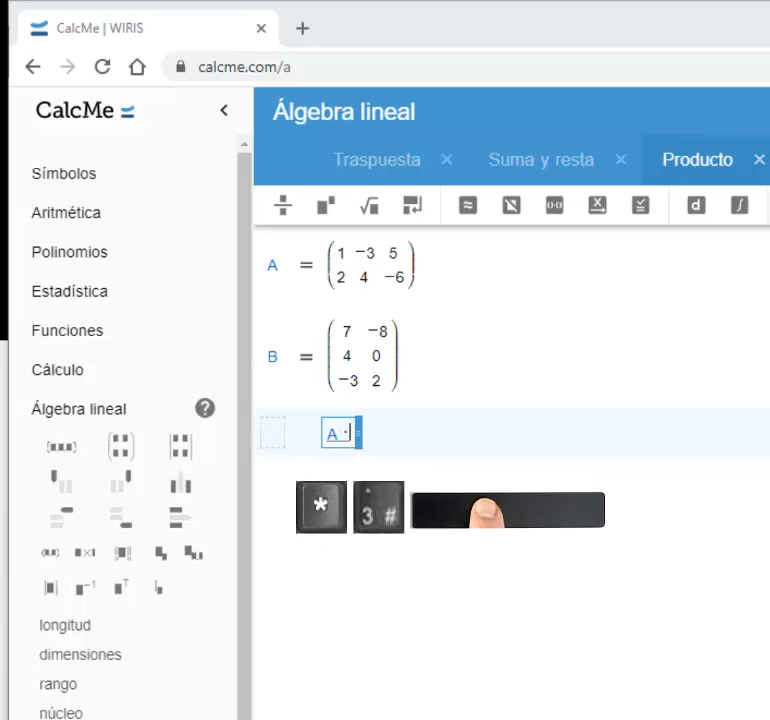 CalcMe | WIRIS
calcme.com/a
CalcMe
Álgebra lineal
Traspuesta
Suma y resta
Producto
Símbolos
Aritmética
Polinomios
Estadística
Funciones
Cálculo
Álgebra lineal
longitud
dimensiones
rango
núcleo
A = (1 −3 5
2 4 −6)
B = (7 −8
4 0
−3 2)
A ·
* · 3 #